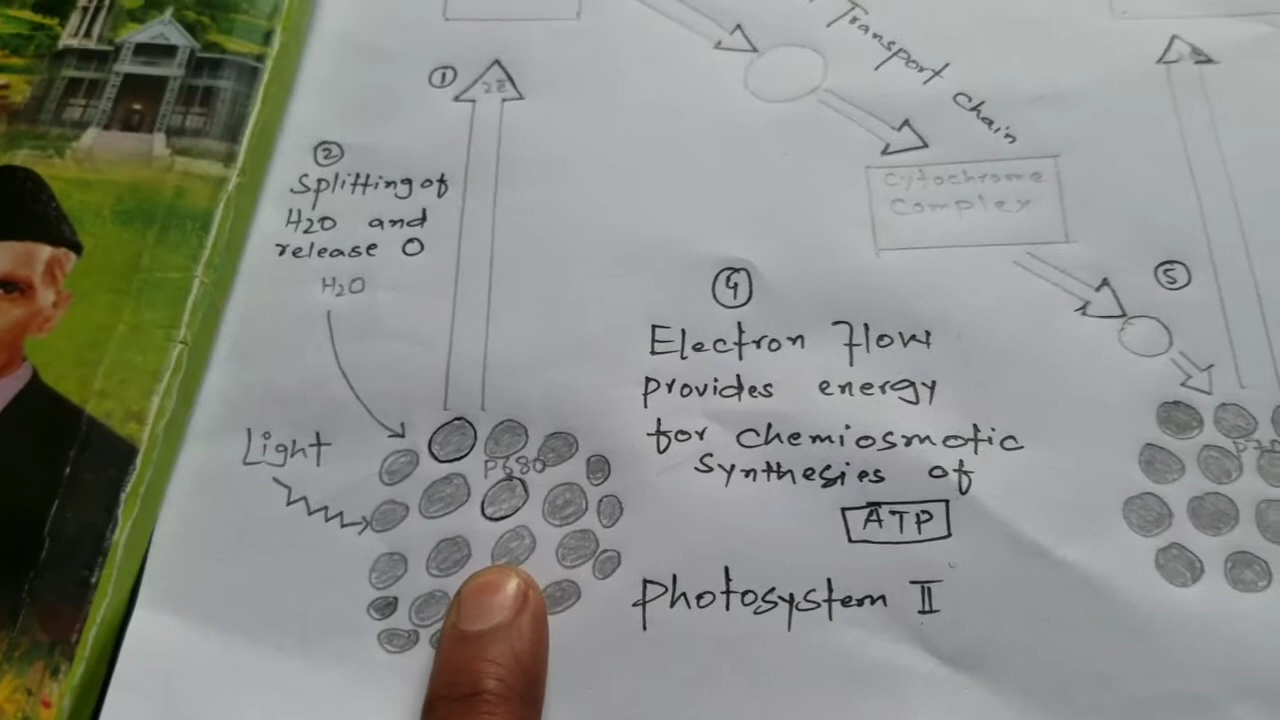 Transport chain
①
2e
②
Splitting of
H2O and
release O
H2O
Cytochrome
Complex
④
⑤
Electron flow
provides energy
for chemiosmotic
Synthesies of
ATP
Light
P680
Photosystem II